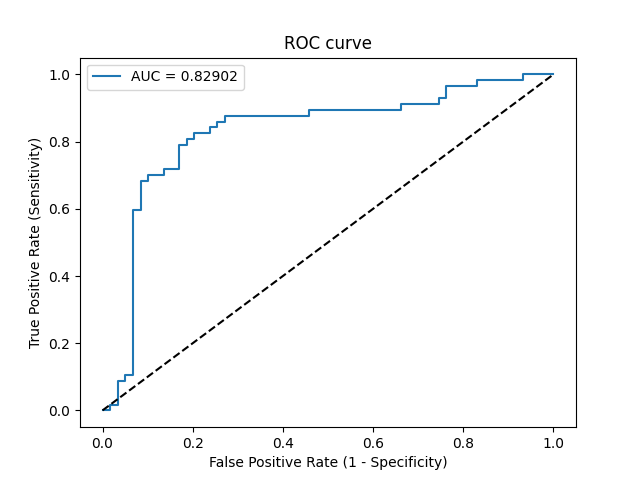 ROC curve
AUC = 0.82902
1.0
0.8
0.6
0.4
0.2
0.0
True Positive Rate (Sensitivity)
0.0 0.2 0.4 0.6 0.8 1.0
False Positive Rate (1 - Specificity)